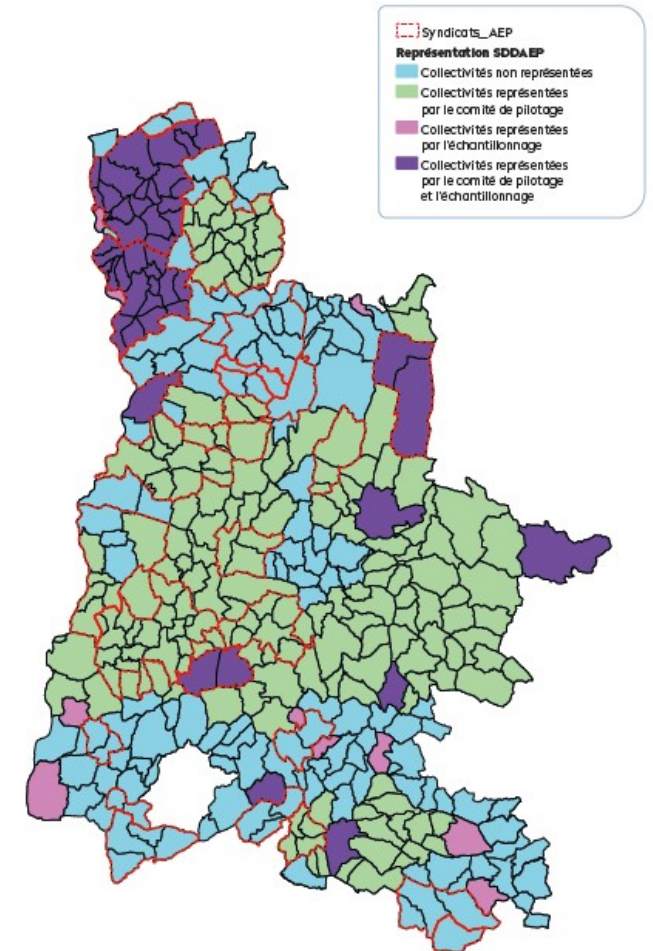 Syndicats_AEP
Représentation SDDAEP
Collectivités non représentées
Collectivités représentées
par le comité de pilotage
Collectivités représentées
par l'échantillonnage
Collectivités représentées
par le comité de pilotage
et l'échantillonnage